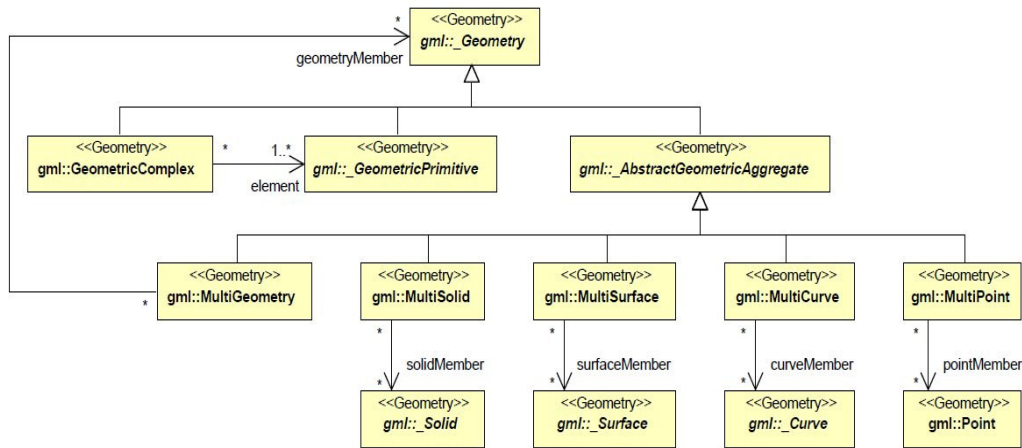 <<Geometry>>
*
gml::_Geometry
geometryMember
<<Geometry>>
<<Geometry>>
<<Geometry>>
*
1..*
gml::GeometricComplex
gml::_GeometricPrimitive
gml::_AbstractGeometricAggregate
element
<<Geometry>>
<<Geometry>>
<<Geometry>>
<<Geometry>>
<<Geometry>>
gml::MultiGeometry
gml::MultiSolid
gml::MultiSurface
gml::MultiCurve
gml::MultiPoint
*
*
*
*
*
solidMember
surfaceMember
curveMember
pointMember
*
*
*
*
<<Geometry>>
<<Geometry>>
<<Geometry>>
<<Geometry>>
gml::_Solid
gml::_Surface
gml::_Curve
gml::Point